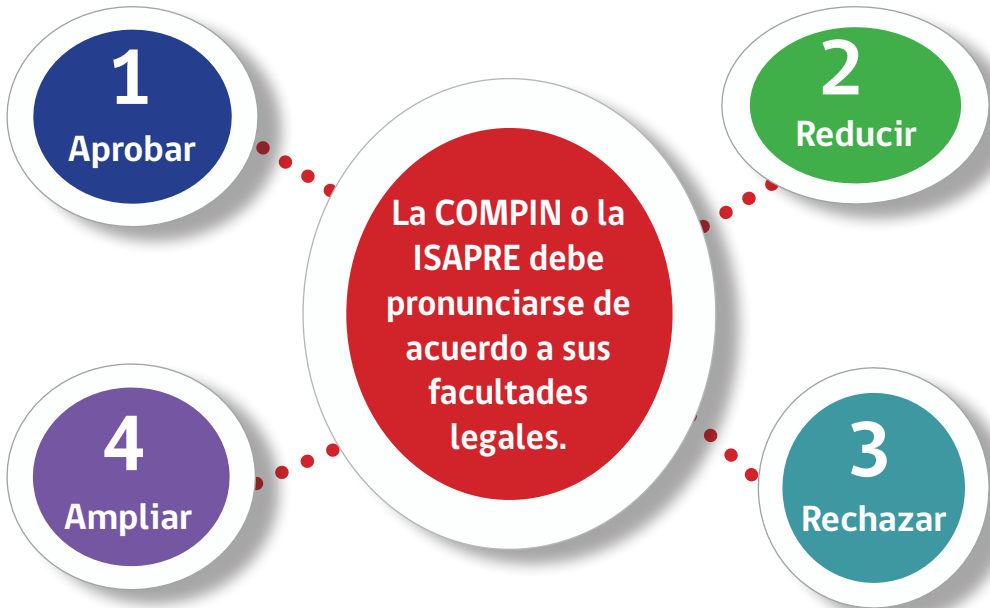 1
Aprobar
2
Reducir
La COMPIN o la
ISAPRE debe
pronunciarse de
acuerdo a sus
facultades
legales.
4
Ampliar
3
Rechazar